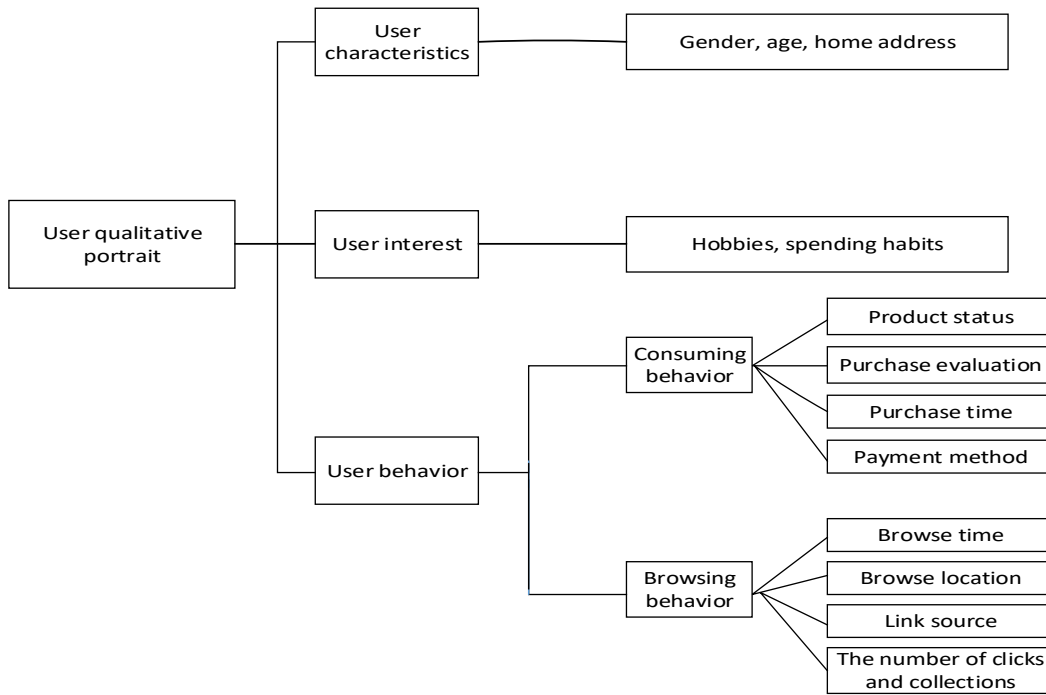 User
characteristics
Gender, age, home address
User qualitative
portrait
User interest
Hobbies, spending habits
Product status
Consuming
behavior
Purchase evaluation
Purchase time
Payment method
User behavior
Browse time
Browsing
behavior
Browse location
Link source
The number of clicks
and collections